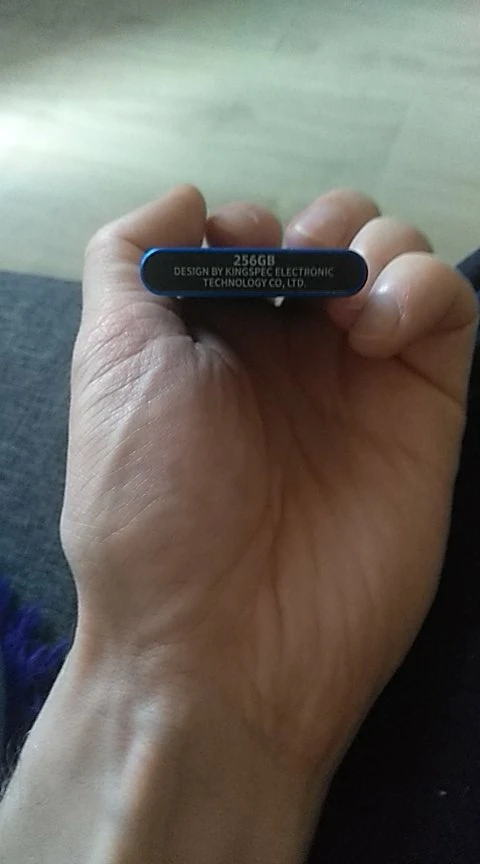 256GB
DESIGN BY KINGSPEC ELECTRONIC
TECHNOLOGY CO, LTD.